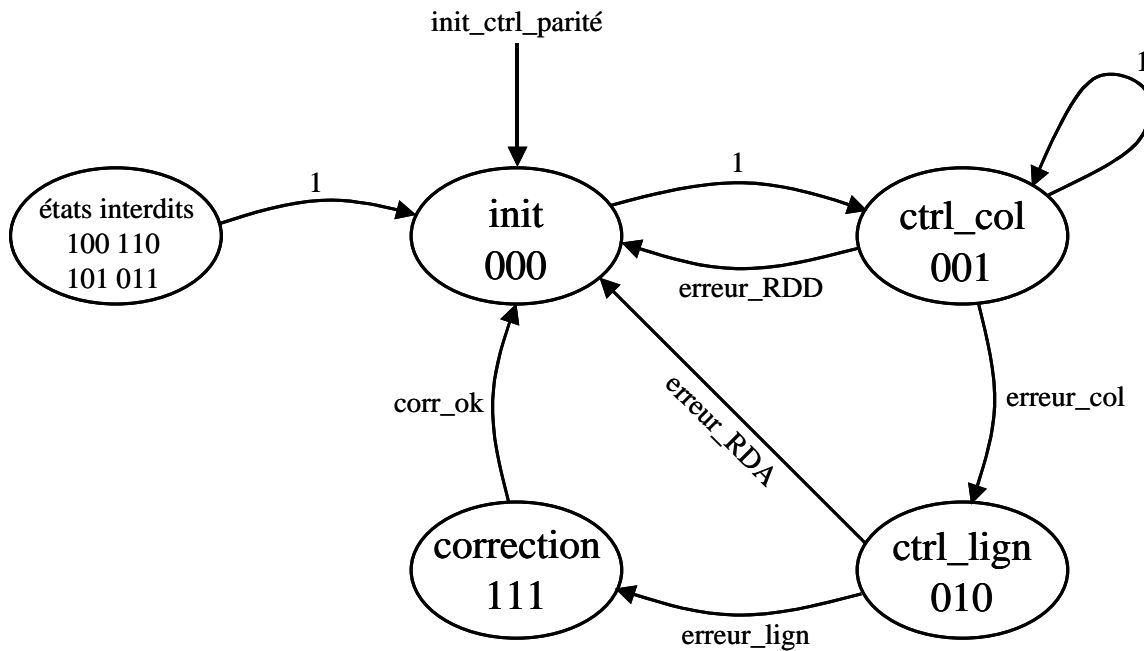 init_ctrl_parité
1
1
1
états interdits
100 110
101 011
init
000
ctrl_col
001
erreur_RDD
corr_ok
erreur_RDA
erreur_col
correction
111
ctrl_lign
010
erreur_lign